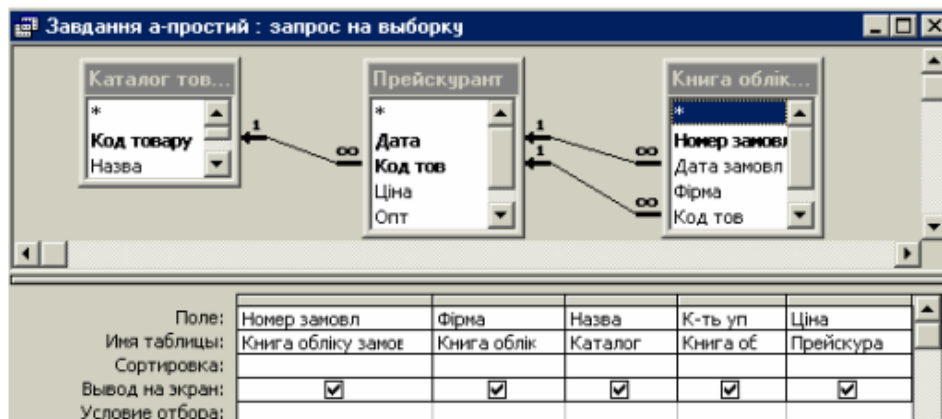 Завдання а-простий : запрос на выборку
Каталог тов...
*
Код товару
Назва
1
∞
Прейскурант
*
Дата
Код тов
Ціна
Опт
1
1
∞
∞
Книга облік...
*
Номер замовл
Дата замовл
Фірма
Код тов
Поле: Номер замовл Фірма Назва К-ть уп Ціна
Имя таблицы: Книга обліку замов Книга облік Каталог Книга об Прейскура
Сортировка:
Вывод на экран:
Условие отбора: